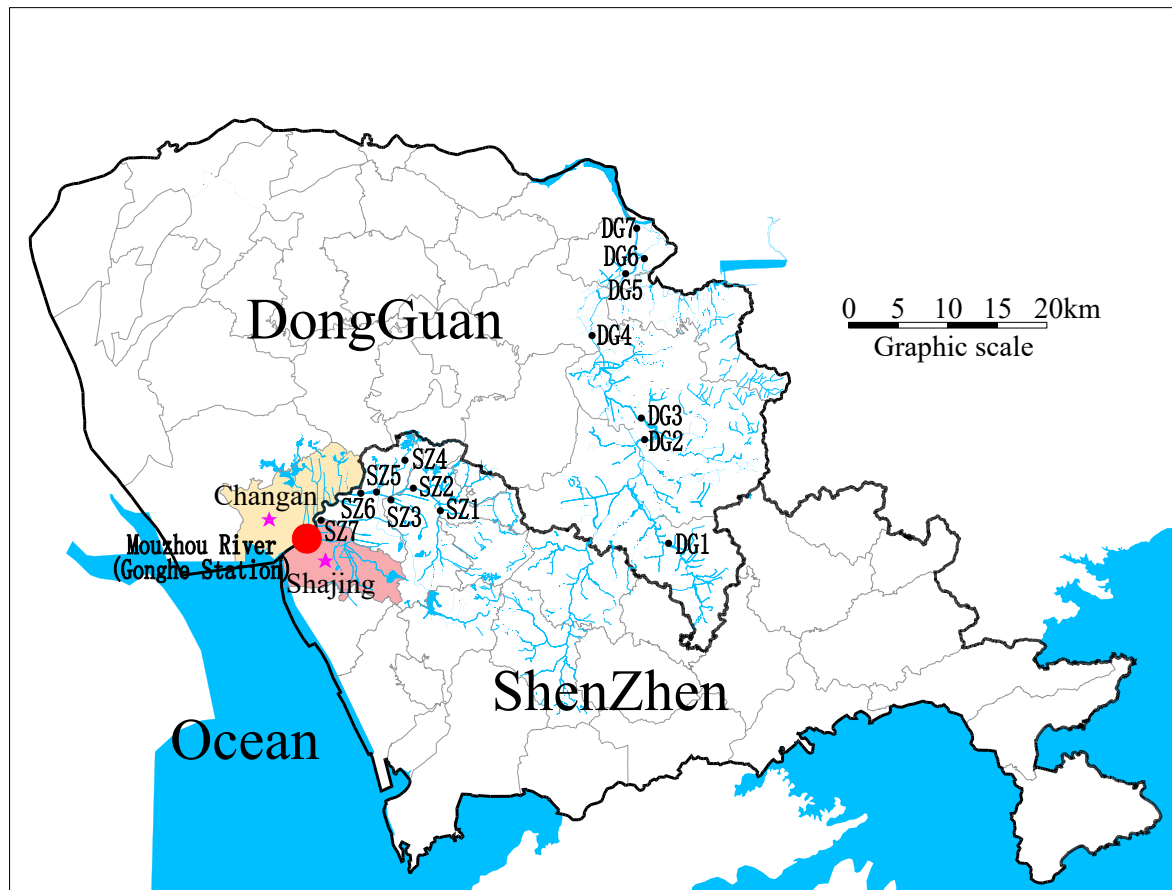 DG7
DG6
DG5
0 5 10 15 20km
Graphic scale
DongGuan
DG4
DG3
DG2
SZ4
SZ5
SZ2
Changan
SZ6
SZ3
SZ1
SZ7
Mouzhou River
(Gonghe Station)
DG1
Shajing
ShenZhen
Ocean